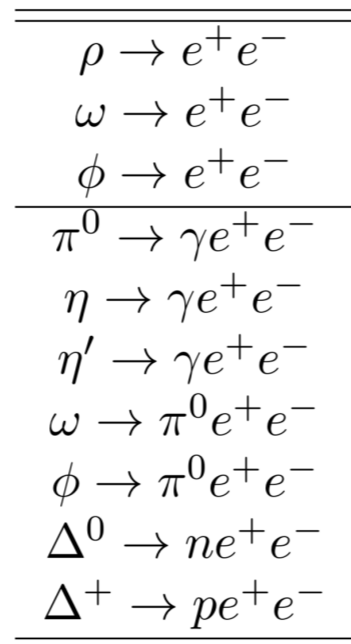 ρ → e⁺e⁻
ω → e⁺e⁻
ϕ → e⁺e⁻
π⁰ → γe⁺e⁻
η → γe⁺e⁻
η′ → γe⁺e⁻
ω → π⁰e⁺e⁻
ϕ → π⁰e⁺e⁻
Δ⁰ → ne⁺e⁻
Δ⁺ → pe⁺e⁻